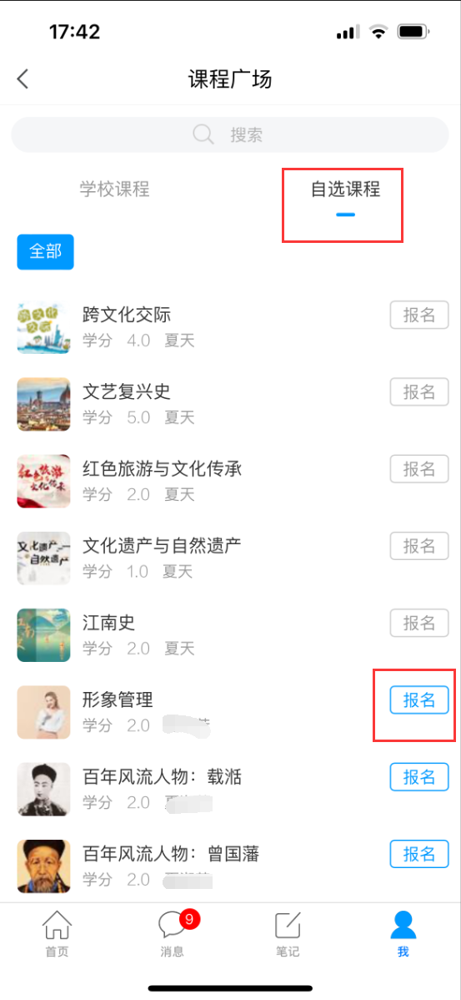 17:42
课程广场
搜索
学校课程 自选课程
全部
跨文化交际 报名
学分 4.0 夏天
文艺复兴史 报名
学分 5.0 夏天
红色旅游与文化传承 报名
学分 2.0 夏天
文化遗产与自然遗产 报名
学分 1.0 夏天
江南史 报名
学分 2.0 夏天
形象管理 报名
学分 2.0
百年风流人物：载湉 报名
学分 2.0
百年风流人物：曾国藩 报名
学分 2.0
9
首页 消息 笔记 我